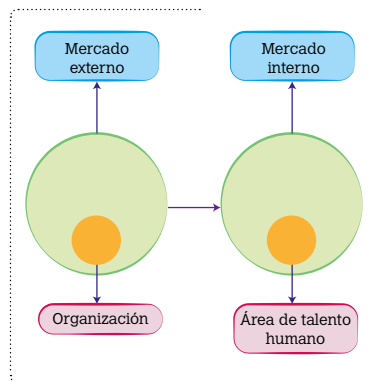 Mercado
externo
Mercado
interno
Organización
Área de talento
humano